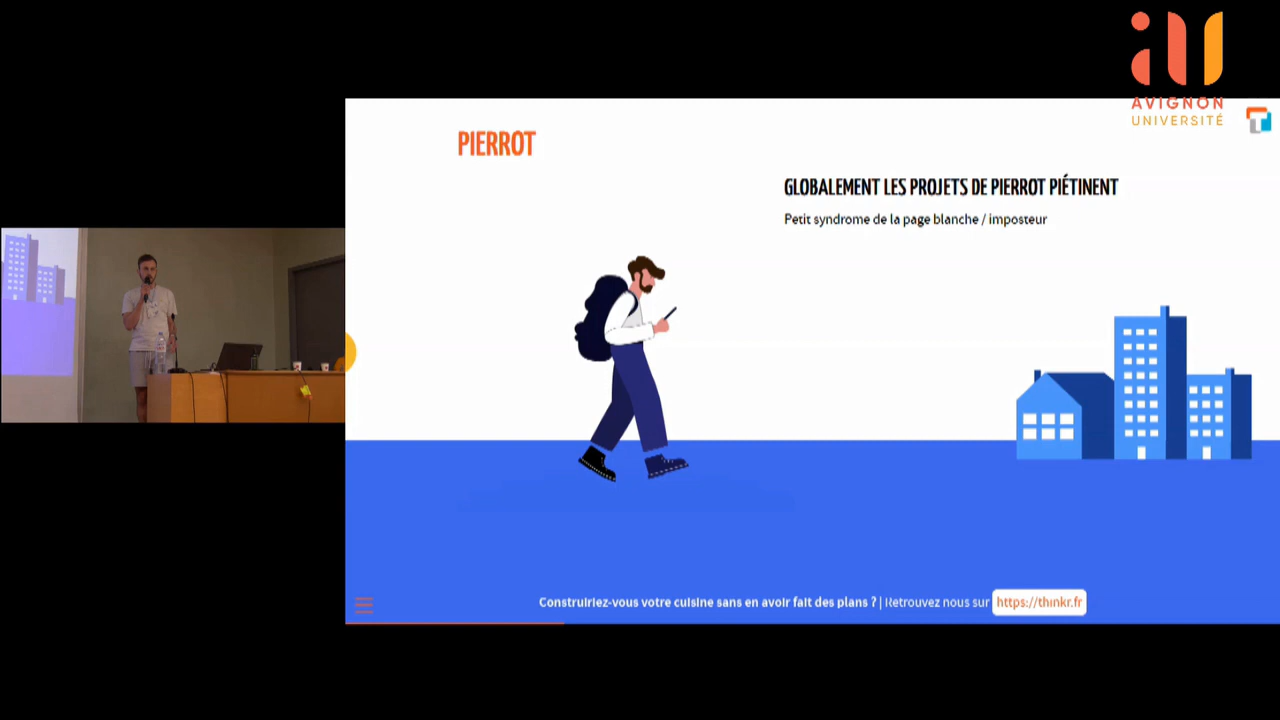 AVIGNON
UNIVERSITÉ
PIERROT
GLOBALEMENT LES PROJETS DE PIERROT PIÉTINENT
Petit syndrome de la page blanche / imposteur
Construiriez-vous votre cuisine sans en avoir fait des plans ? | Retrouvez nous sur https://thinkr.fr